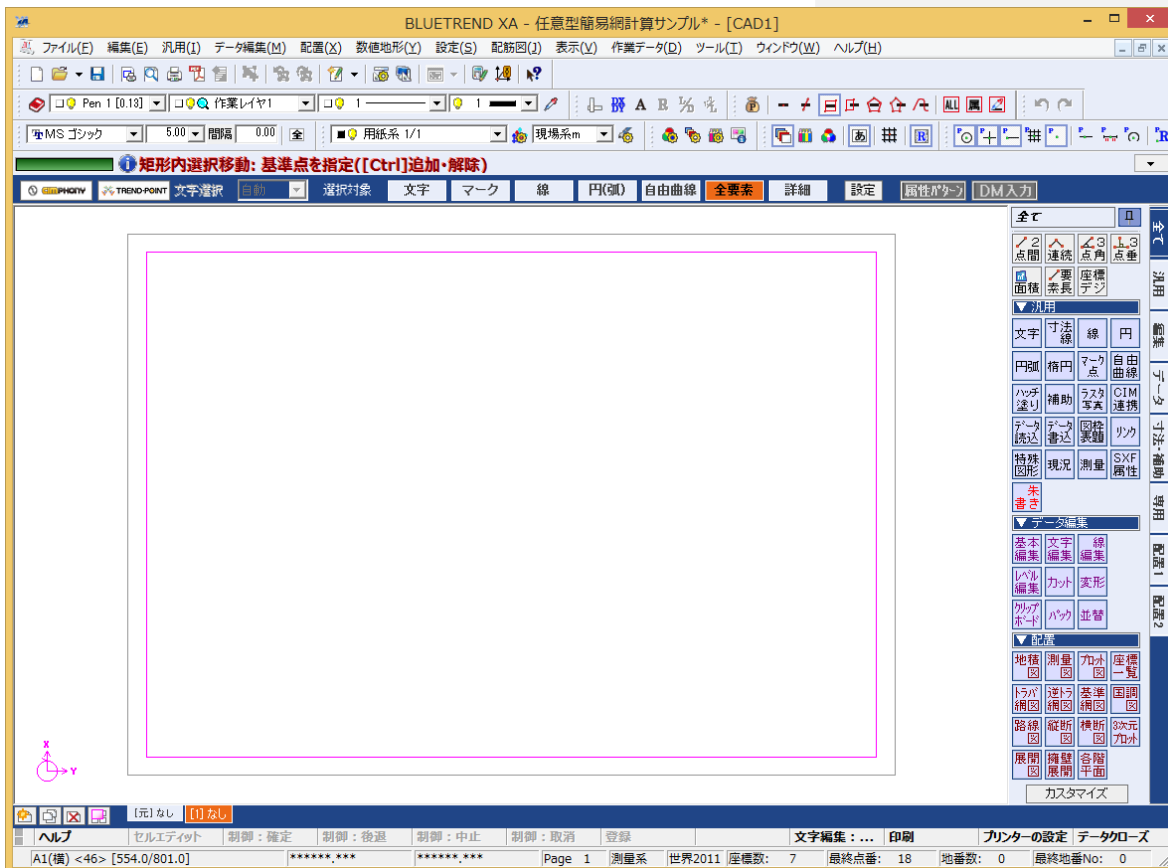 BLUETREND XA - 任意型簡易網計算サンプル* - [CAD1]
ファイル(F) 編集(E) 汎用(I) データ編集(M) 配置(X) 数値地形(Y) 設定(S) 配筋図(J) 表示(V) 作業データ(D) ツール(T) ウィンドウ(W) ヘルプ(H)
Pen 1 [0.13] 作業レイヤ1 1 1 A R ALL
MS ゴシック 5.00 間隔 0.00 全 用紙系 1/1 現場系m あ R
矩形内選択移動: 基準点を指定([Ctrl]追加・解除)
SiMPHONY TREND-POINT 文字選択 自動 選択対象 文字 マーク 線 円(弧) 自由曲線 全要素 詳細 設定 属性パターン DM入力
全て
2点間 連続 3点角 3点垂
面積 要素長 座標デジ
▼ 汎用
文字 寸法線 線 円
円弧 楕円 マーク点 自由曲線
ハッチ塗り 補助 ラスタ写真 CIM連携
データ読込 データ書込 図枠表題 リンク
特殊図形 現況 測量 SXF属性
朱書き
▼ データ編集
基本編集 文字編集 線編集
レベル編集 カット 変形
クリップボード パック 並替
▼ 配置
地積図 測量図 プロット図 座標一覧
トラバ網図 逆トラ網図 基準網図 国調図
路線図 縦断図 横断図 3次元プロット
展開図 擁壁展開 各階平面
カスタマイズ
全て
汎用
編集
データ
寸法・補助
専用
配置1
配置2
X
Y
[元] なし [1] なし
ヘルプ セルエディット 制御:確定 制御:後退 制御:中止 制御:取消 登録 文字編集:... 印刷 プリンターの設定 データクローズ
A1(横) <46> [554.0/801.0] ******.*** ******.*** Page 1 測量系 世界2011 座標数: 7 最終点番: 18 地番数: 0 最終地番No: 0